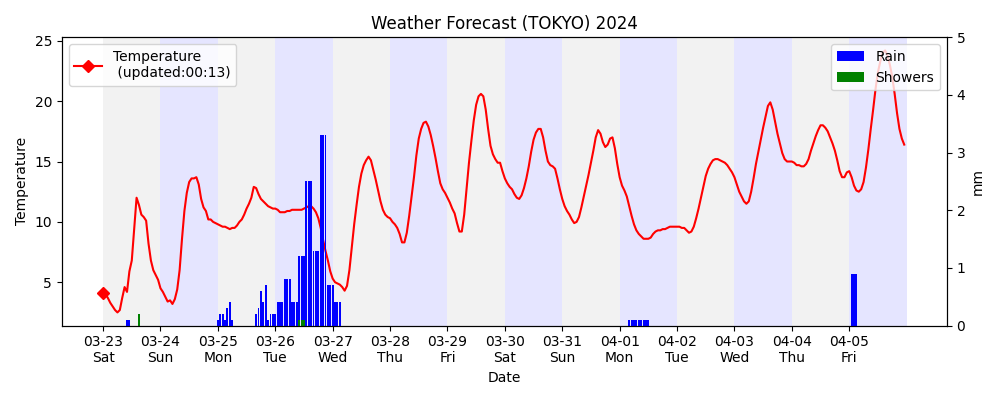 Weather Forecast (TOKYO) 2024
Temperature
(updated:00:13)
Rain
Showers
25
20
15
10
5
Temperature
5
4
3
2
1
0
mm
03-23 03-24 03-25 03-26 03-27 03-28 03-29 03-30 03-31 04-01 04-02 04-03 04-04 04-05
Sat Sun Mon Tue Wed Thu Fri Sat Sun Mon Tue Wed Thu Fri
Date